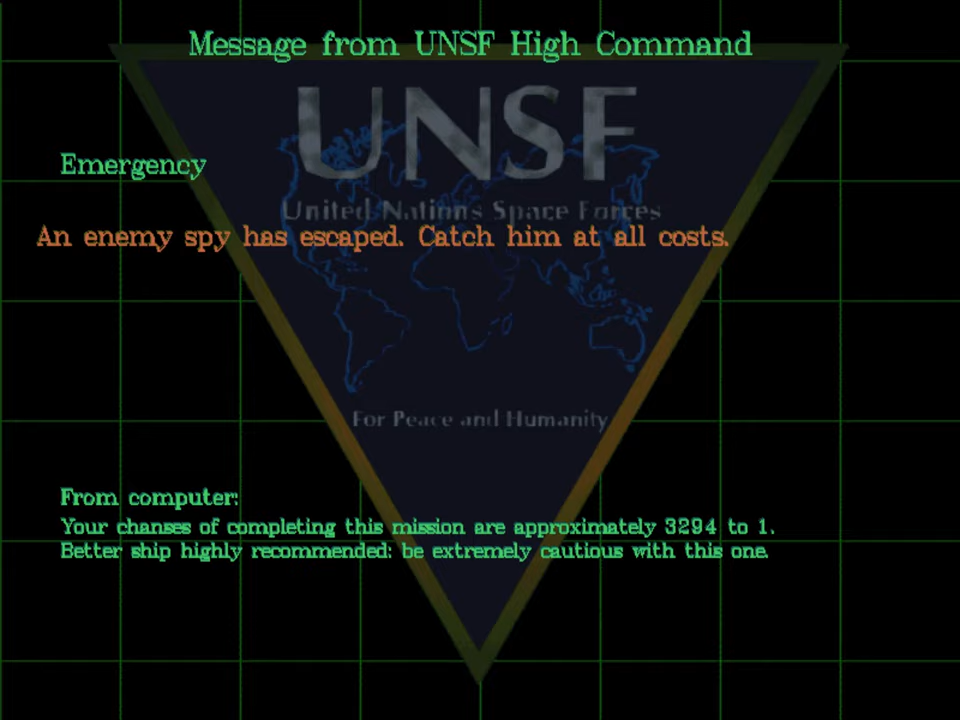 Message from UNSF High Command
UNSF
Emergency
United Nations Space Forces
An enemy spy has escaped. Catch him at all costs.
For Peace and Humanity
From computer:
Your chanses of completing this mission are approximately 3294 to 1.
Better ship highly recommended: be extremely cautious with this one.